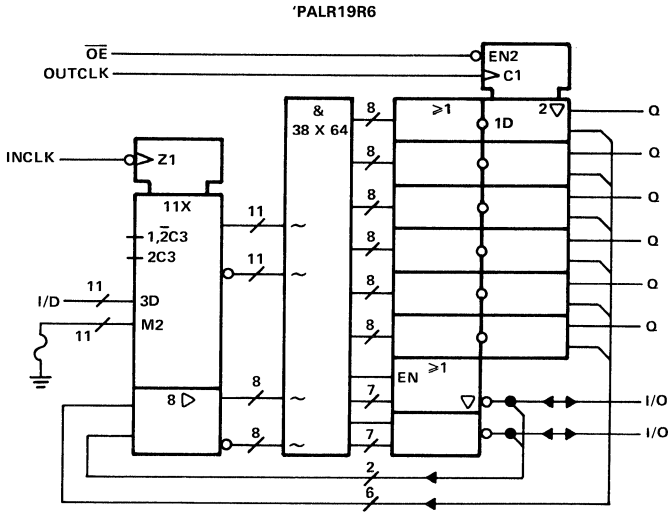 'PALR19R6
OE
OUTCLK
EN2
C1
&
38 X 64
8
≥1
1D
2
Q
INCLK
Z1
8
Q
11X
8
Q
11
~
1,2C3
8
Q
2C3
11
~
11
I/D
3D
8
Q
M2
11
8
Q
EN
≥1
8
8
~
7
I/O
8
~
7
I/O
2
6